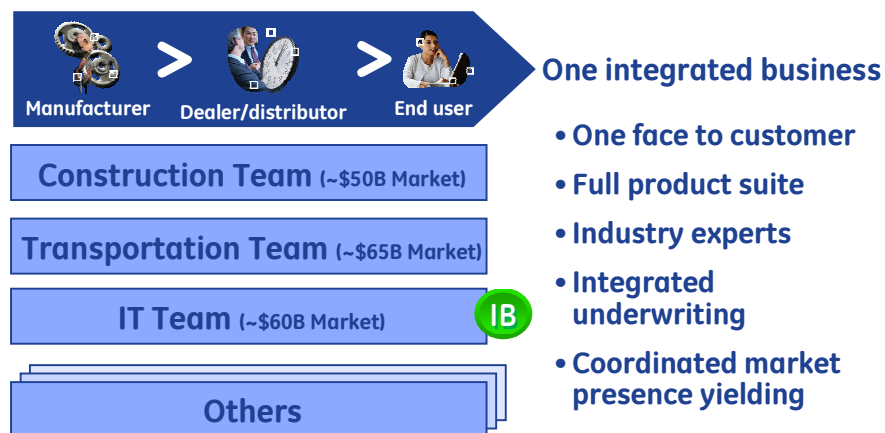 Manufacturer
Dealer/distributor
End user
Construction Team (~$50B Market)
Transportation Team (~$65B Market)
IT Team (~$60B Market)
IB
Others
One integrated business
• One face to customer
• Full product suite
• Industry experts
• Integrated
underwriting
• Coordinated market
presence yielding